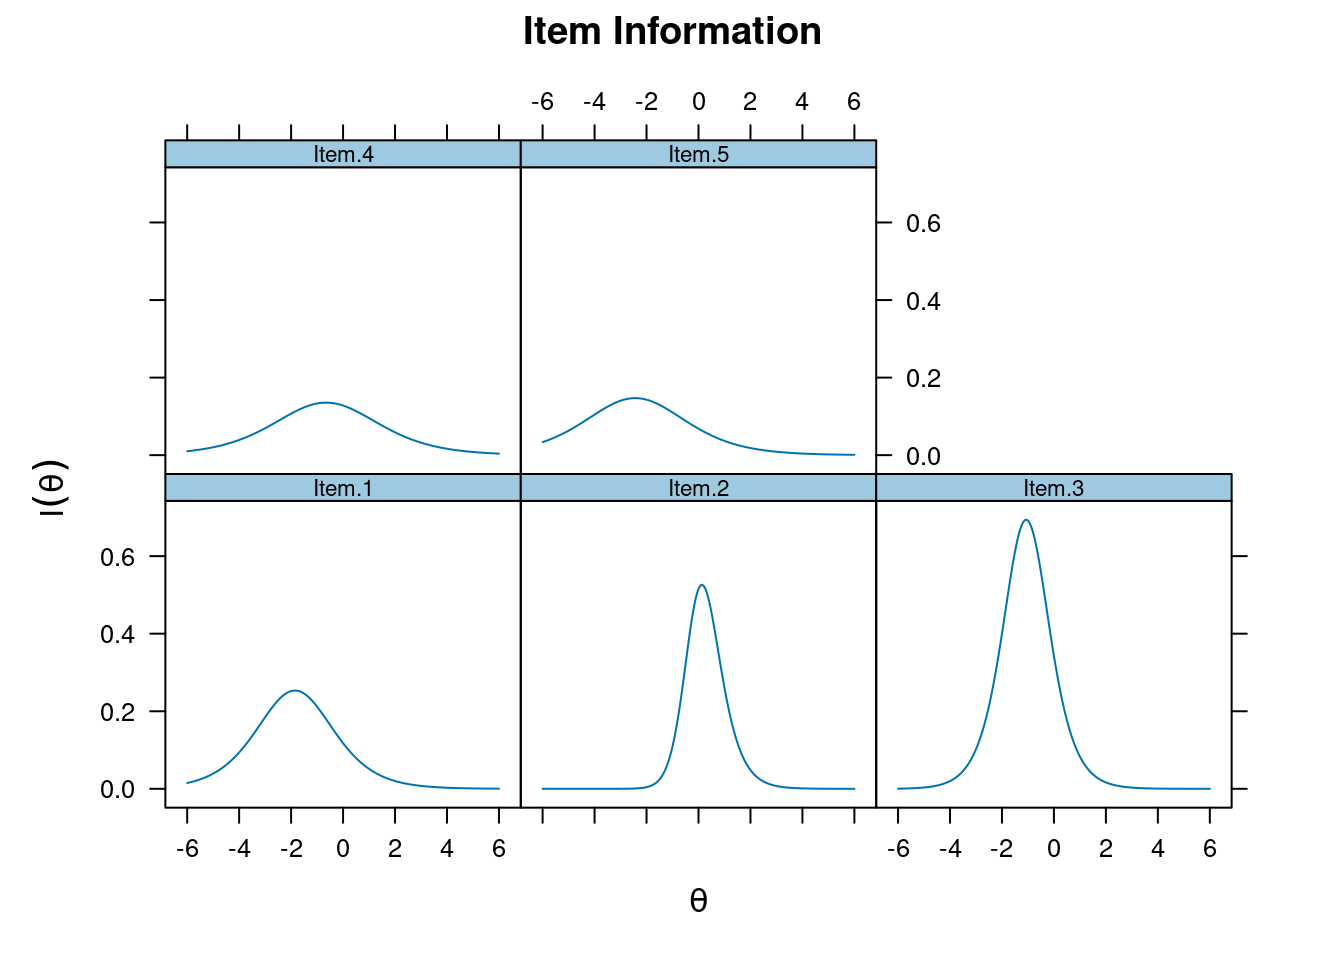 Item Information
-6 -4 -2 0 2 4 6
Item.4 Item.5
0.6
0.4
0.2
0.0
I(θ)
Item.1 Item.2 Item.3
0.6
0.4
0.2
0.0
-6 -4 -2 0 2 4 6 -6 -4 -2 0 2 4 6
θ